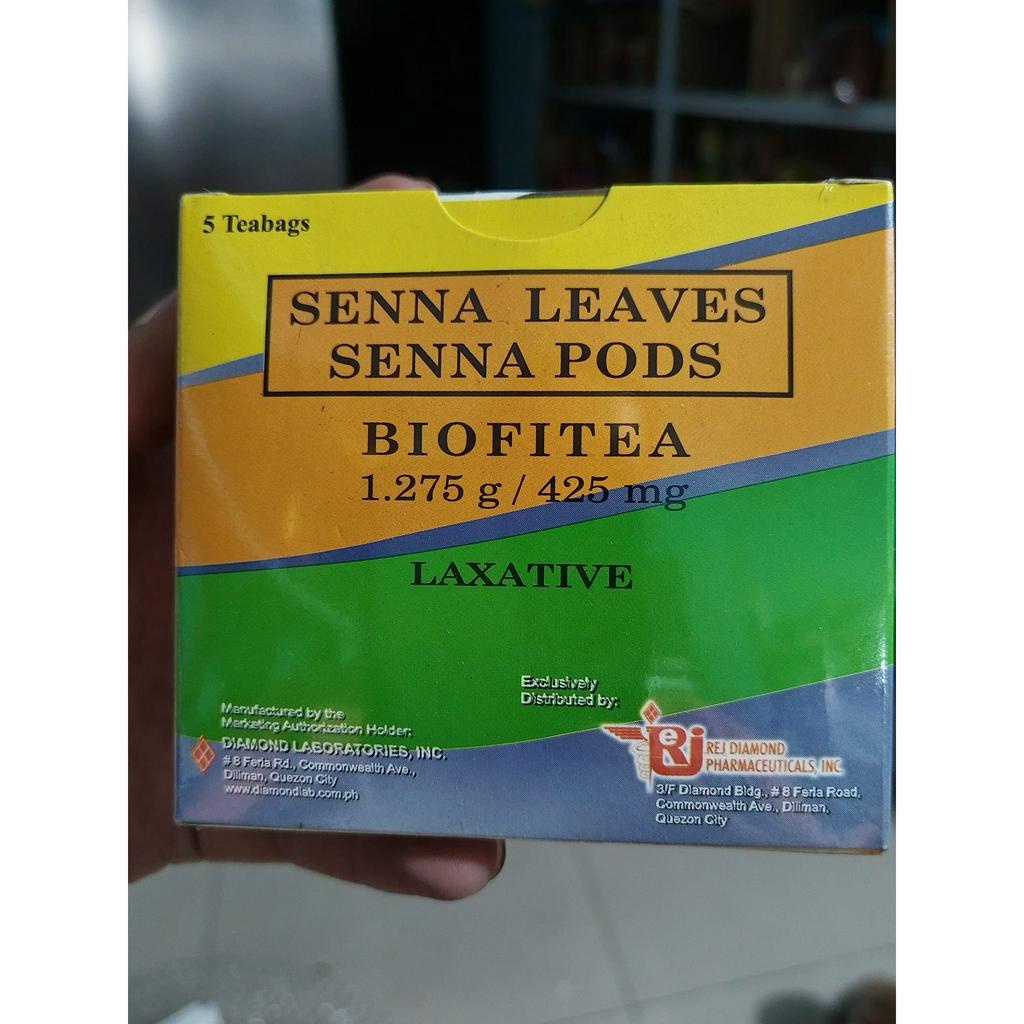 5 Teabags
SENNA LEAVES
SENNA PODS
BIOFITEA
1.275 g / 425 mg
LAXATIVE
Manufactured by the
Marketing Authorization Holder:
DIAMOND LABORATORIES, INC.
# 8 Feria Rd., Commonwealth Ave.,
Diliman, Quezon City
www.diamondlab.com.ph
Exclusively
Distributed by:
ReJ
REJ DIAMOND
PHARMACEUTICALS, INC
3/F Diamond Bldg., # 8 Feria Road,
Commonwealth Ave., Diliman,
Quezon City